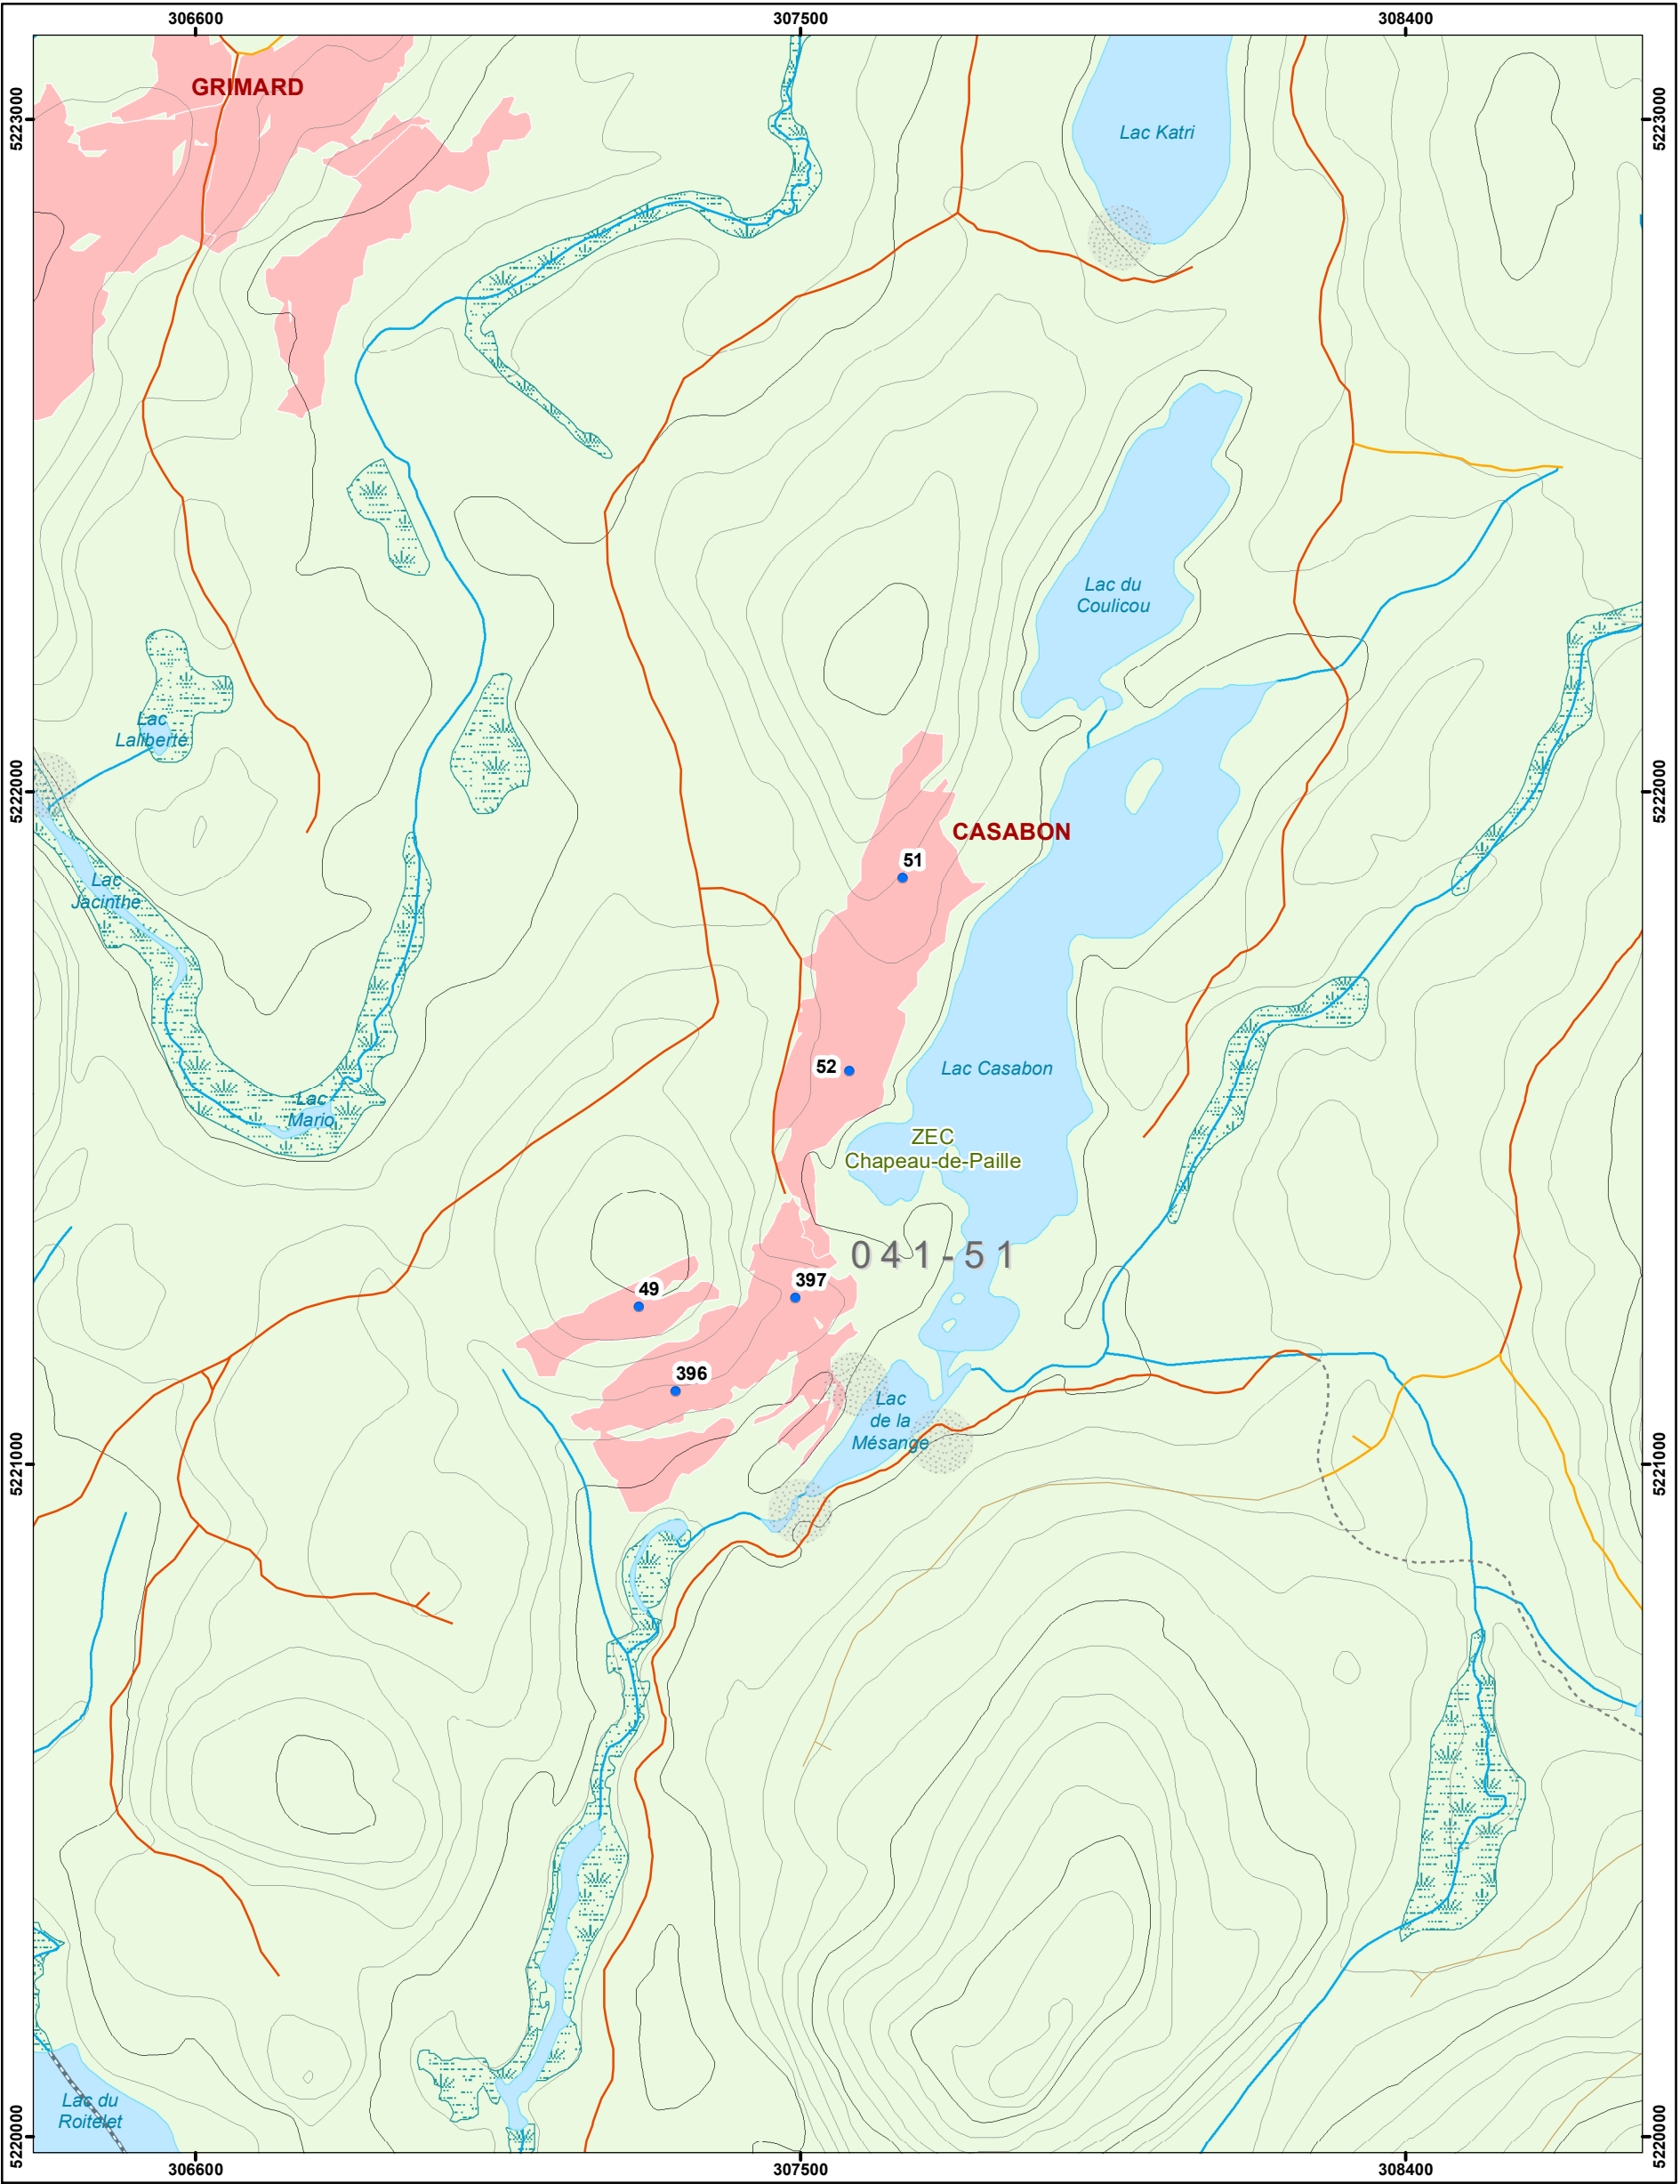 306600
307500
308400
5223000
5223000
GRIMARD
Lac Katri
Lac du
Coulicou
Lac
Laliberté
5222000
5222000
CASABON
51
Lac
Jacinthe
52
Lac Casabon
Lac
Mario
ZEC
Chapeau-de-Paille
041-51
49
397
396
Lac
de la
Mésange
5221000
5221000
Lac du
Roitelet
5220000
5220000
306600
307500
308400